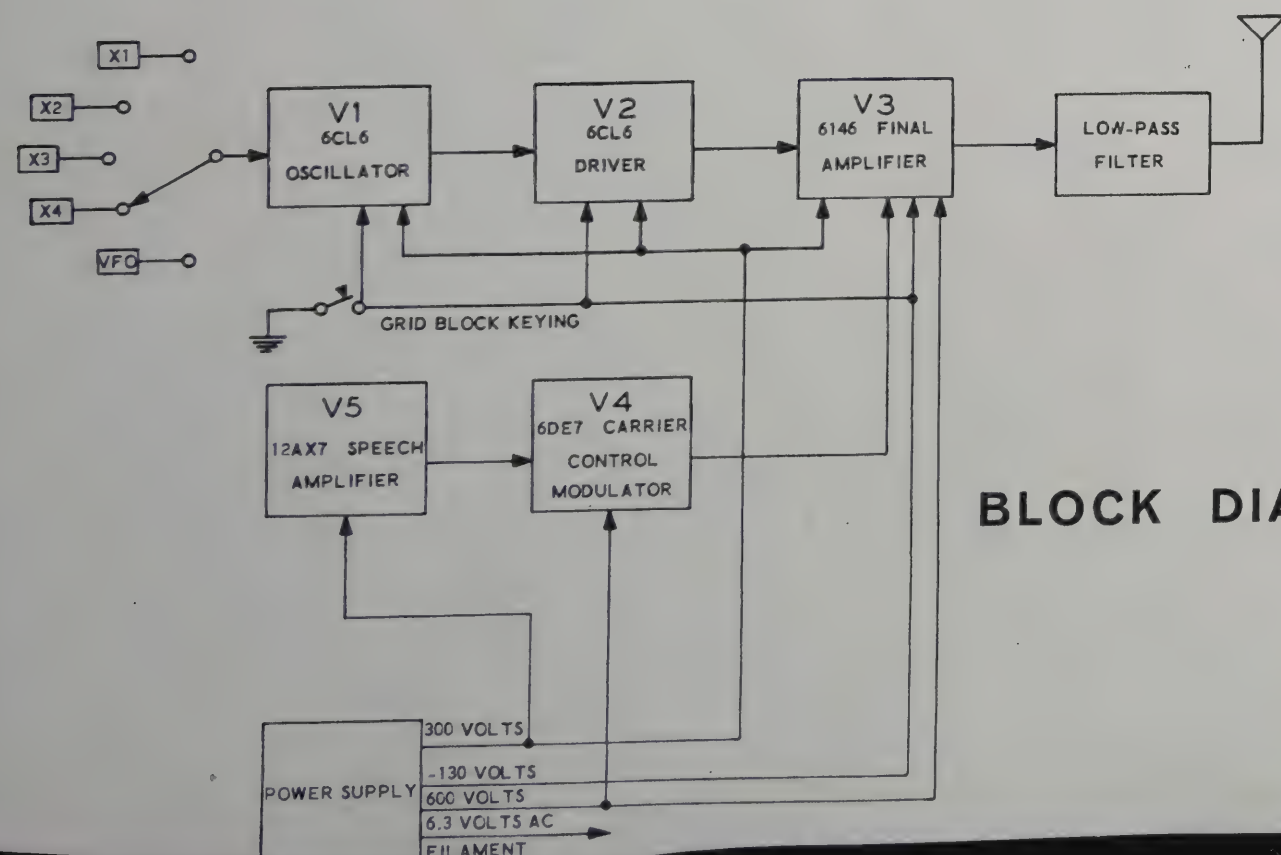 X1
X2
X3
X4
VFO
V1
6CL6
OSCILLATOR
V2
6CL6
DRIVER
V3
6146 FINAL
AMPLIFIER
LOW-PASS
FILTER
GRID BLOCK KEYING
V5
12AX7 SPEECH
AMPLIFIER
V4
6DE7 CARRIER
CONTROL
MODULATOR
BLOCK DIA
POWER SUPPLY
300 VOLTS
-130 VOLTS
600 VOLTS
6.3 VOLTS AC
FILAMENT